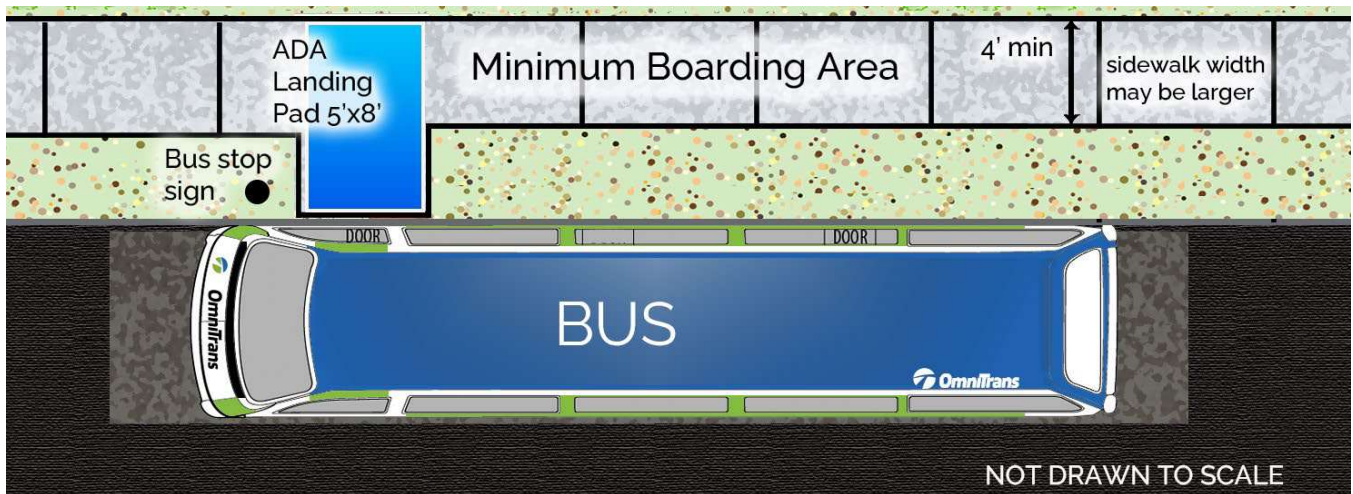 ADA
Landing
Pad 5'x8'
Minimum Boarding Area
4' min
sidewalk width
may be larger
Bus stop
sign
DOOR
DOOR
OmniTrans
BUS
OmniTrans
NOT DRAWN TO SCALE